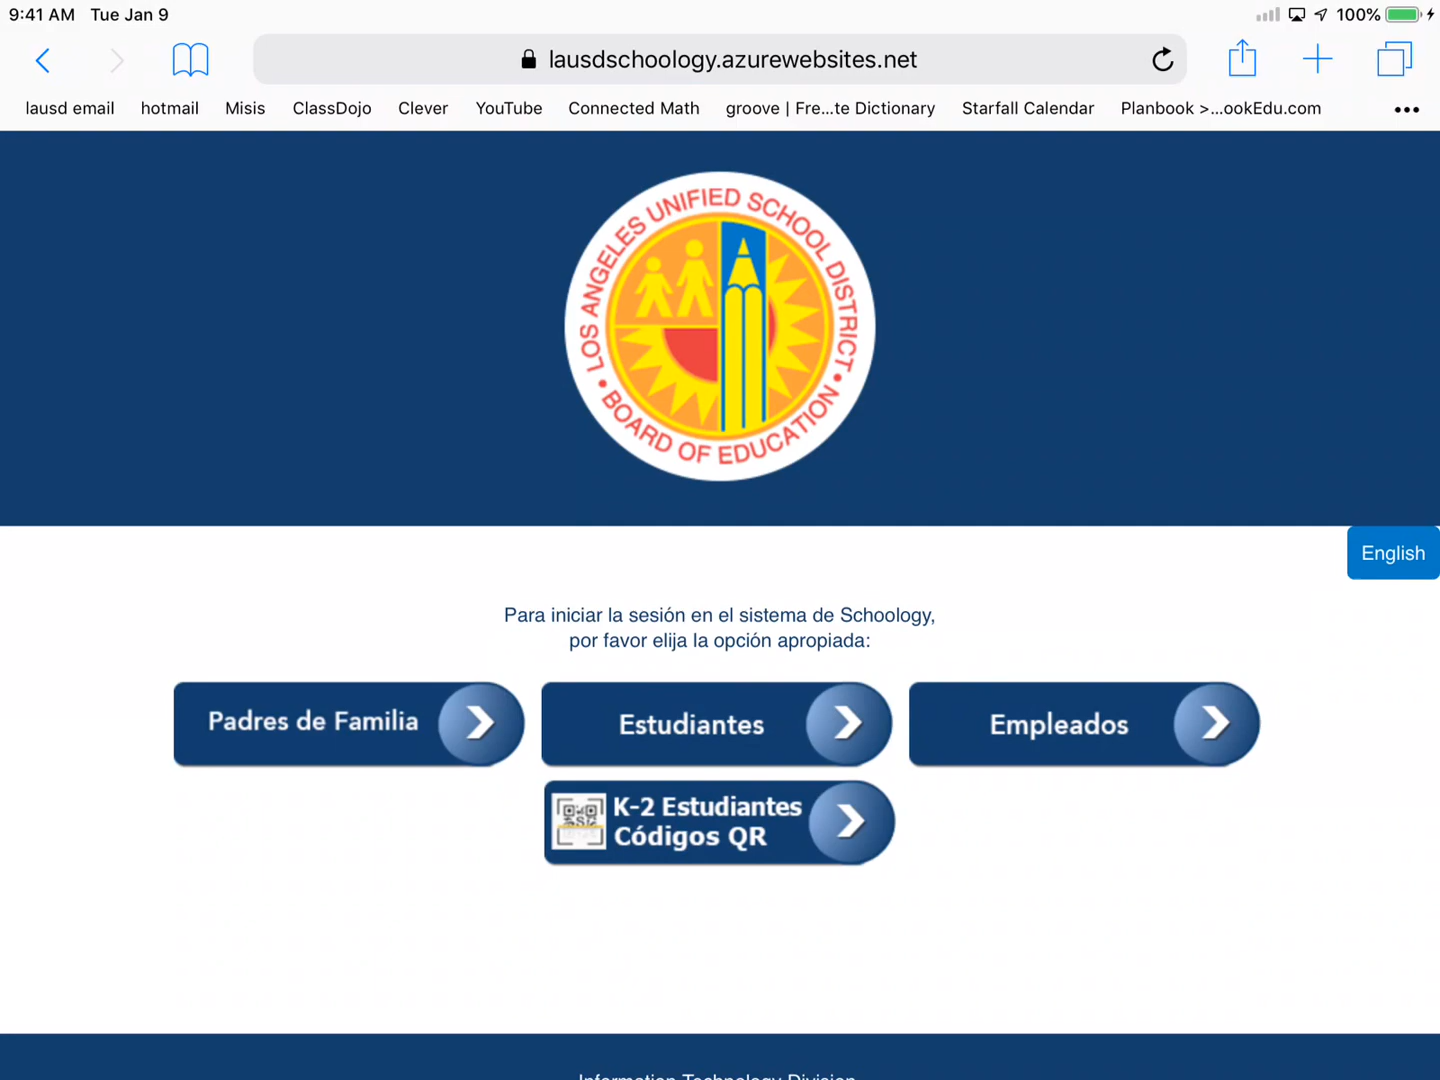 9:41 AM Tue Jan 9 100%
lausdschoology.azurewebsites.net
lausd email hotmail Misis ClassDojo Clever YouTube Connected Math groove | Fre...te Dictionary Starfall Calendar Planbook >...ookEdu.com
LOS ANGELES UNIFIED SCHOOL DISTRICT
• BOARD OF EDUCATION •
English
Para iniciar la sesión en el sistema de Schoology,
por favor elija la opción apropiada:
Padres de Familia
Estudiantes
Empleados
K-2 Estudiantes
Códigos QR
Information Technology Division